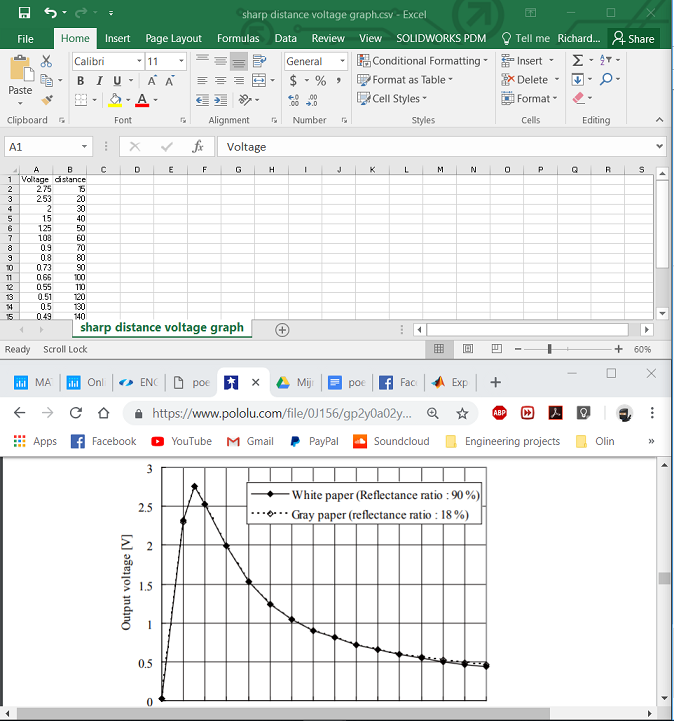 sharp distance voltage graph.csv - Excel
File Home Insert Page Layout Formulas Data Review View SOLIDWORKS PDM Tell me Richard... Share
Calibri 11 General Conditional Formatting Insert
Paste B I U A A $ % , Format as Table Delete
A Cell Styles Format
Clipboard Font Alignment Number Styles Cells Editing
A1 fx Voltage
A B C D E F G H I J K L M N O P Q R S
1 Voltage distance
2 2.75 15
3 2.53 20
4 2 30
5 1.5 40
6 1.25 50
7 1.08 60
8 0.9 70
9 0.8 80
10 0.73 90
11 0.66 100
12 0.55 110
13 0.51 120
14 0.5 130
15 0.49 140
sharp distance voltage graph
Ready Scroll Lock 60%
MA Onl ENC poe Mij poe Fac Exp
https://www.pololu.com/file/0J156/gp2y0a02y... ABP
Apps Facebook YouTube Gmail PayPal Soundcloud Engineering projects Olin »
3
White paper (Reflectance ratio : 90 %)
2.5
Gray paper (reflectance ratio : 18 %)
2
1.5
1
0.5
0
Output voltage [V]